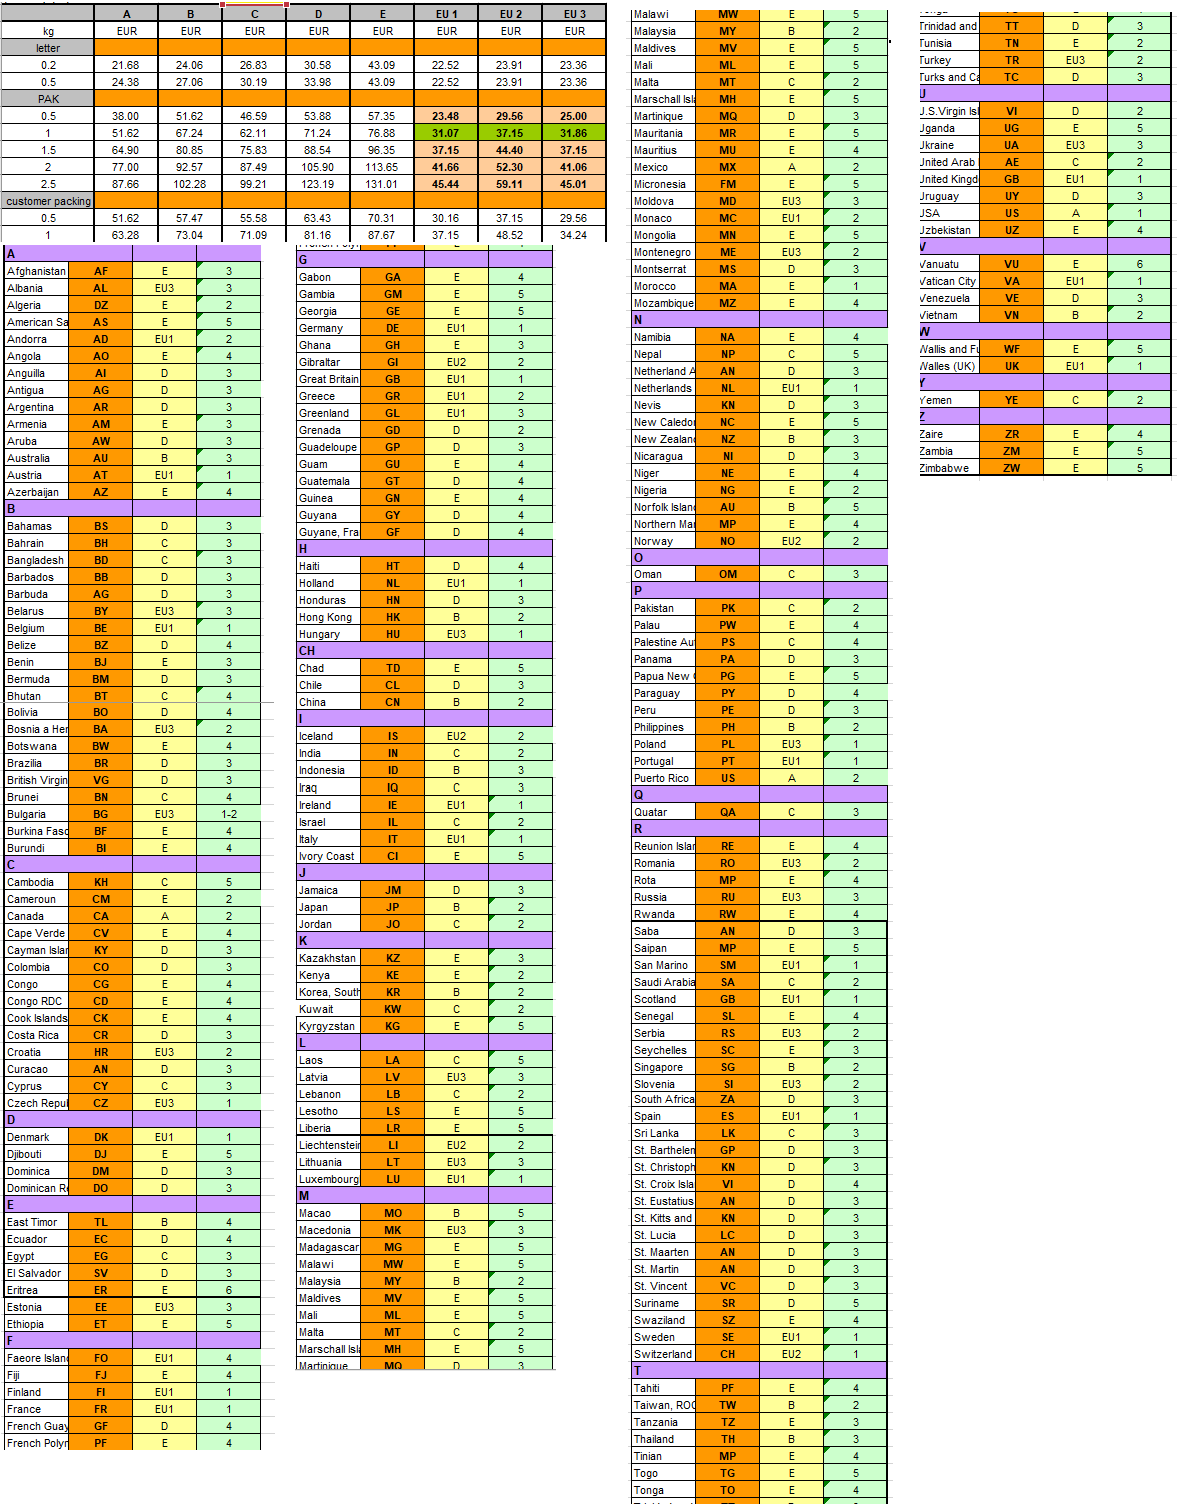 A B C D E EU 1 EU 2 EU 3
kg EUR EUR EUR EUR EUR EUR EUR EUR
letter
0.2 21.68 24.06 26.83 30.58 43.09 22.52 23.91 23.36
0.5 24.38 27.06 30.19 33.98 43.09 22.52 23.91 23.36
PAK
0.5 38.00 51.62 46.59 53.88 57.35 23.48 29.56 25.00
1 51.62 67.24 62.11 71.24 76.88 31.07 37.15 31.86
1.5 64.90 80.85 75.83 88.54 96.35 37.15 44.40 37.15
2 77.00 92.57 87.49 105.90 113.65 41.66 52.30 41.06
2.5 87.66 102.28 99.21 123.19 131.01 45.44 59.11 45.01
customer packing
0.5 51.62 57.47 55.58 63.43 70.31 30.16 37.15 29.56
1 63.28 73.04 71.09 81.16 87.67 37.15 48.52 34.24
A
Afghanistan AF E 3
Albania AL EU3 3
Algeria DZ E 2
American Sa AS E 5
Andorra AD EU1 2
Angola AO E 4
Anguilla AI D 3
Antigua AG D 3
Argentina AR D 3
Armenia AM E 3
Aruba AW D 3
Australia AU B 3
Austria AT EU1 1
Azerbaijan AZ E 4
B
Bahamas BS D 3
Bahrain BH C 3
Bangladesh BD C 3
Barbados BB D 3
Barbuda AG D 3
Belarus BY EU3 3
Belgium BE EU1 1
Belize BZ D 4
Benin BJ E 3
Bermuda BM D 3
Bhutan BT C 4
Bolivia BO D 4
Bosnia a Her BA EU3 2
Botswana BW E 4
Brazilia BR D 3
British Virgin VG D 3
Brunei BN C 4
Bulgaria BG EU3 1-2
Burkina Faso BF E 4
Burundi BI E 4
C
Cambodia KH C 5
Cameroun CM E 2
Canada CA A 2
Cape Verde CV E 4
Cayman Islar KY D 3
Colombia CO D 3
Congo CG E 4
Congo RDC CD E 4
Cook Islands CK E 4
Costa Rica CR D 3
Croatia HR EU3 2
Curacao AN D 3
Cyprus CY C 3
Czech Repul CZ EU3 1
D
Denmark DK EU1 1
Djibouti DJ E 5
Dominica DM D 3
Dominican Re DO D 3
E
East Timor TL B 4
Ecuador EC D 4
Egypt EG C 3
El Salvador SV D 3
Eritrea ER E 6
Estonia EE EU3 3
Ethiopia ET E 5
F
Faeore Island FO EU1 4
Fiji FJ E 4
Finland FI EU1 1
France FR EU1 1
French Guay GF D 4
French Polyr PF E 4
G
Gabon GA E 4
Gambia GM E 5
Georgia GE E 5
Germany DE EU1 1
Ghana GH E 3
Gibraltar GI EU2 2
Great Britain GB EU1 1
Greece GR EU1 2
Greenland GL EU1 3
Grenada GD D 2
Guadeloupe GP D 3
Guam GU E 4
Guatemala GT D 4
Guinea GN E 4
Guyana GY D 4
Guyane, Fra GF D 4
H
Haiti HT D 4
Holland NL EU1 1
Honduras HN D 3
Hong Kong HK B 2
Hungary HU EU3 1
CH
Chad TD E 5
Chile CL D 3
China CN B 2
I
Iceland IS EU2 2
India IN C 2
Indonesia ID B 3
Iraq IQ C 3
Ireland IE EU1 1
Israel IL C 2
Italy IT EU1 1
Ivory Coast CI E 5
J
Jamaica JM D 3
Japan JP B 2
Jordan JO C 2
K
Kazakhstan KZ E 3
Kenya KE E 2
Korea, South KR B 2
Kuwait KW C 2
Kyrgyzstan KG E 5
L
Laos LA C 5
Latvia LV EU3 3
Lebanon LB C 2
Lesotho LS E 5
Liberia LR E 5
Liechtenstein LI EU2 2
Lithuania LT EU3 3
Luxembourg LU EU1 1
M
Macao MO B 5
Macedonia MK EU3 3
Madagascar MG E 5
Malawi MW E 5
Malaysia MY B 2
Maldives MV E 5
Mali ML E 5
Malta MT C 2
Marschall Isla MH E 5
Martinique MQ D 3
Malawi MW E 5
Malaysia MY B 2
Maldives MV E 5
Mali ML E 5
Malta MT C 2
Marschall Isla MH E 5
Martinique MQ D 3
Mauritania MR E 5
Mauritius MU E 4
Mexico MX A 2
Micronesia FM E 5
Moldova MD EU3 3
Monaco MC EU1 2
Mongolia MN E 5
Montenegro ME EU3 2
Montserrat MS D 3
Morocco MA E 1
Mozambique MZ E 4
N
Namibia NA E 4
Nepal NP C 5
Netherland A AN D 3
Netherlands NL EU1 1
Nevis KN D 3
New Caledor NC E 5
New Zealand NZ B 3
Nicaragua NI D 3
Niger NE E 4
Nigeria NG E 2
Norfolk Island AU B 5
Northern Mar MP E 4
Norway NO EU2 2
O
Oman OM C 3
P
Pakistan PK C 2
Palau PW E 4
Palestine Aut PS C 4
Panama PA D 3
Papua New G PG E 5
Paraguay PY D 4
Peru PE D 3
Philippines PH B 2
Poland PL EU3 1
Portugal PT EU1 1
Puerto Rico US A 2
Q
Quatar QA C 3
R
Reunion Islar RE E 4
Romania RO EU3 2
Rota MP E 4
Russia RU EU3 3
Rwanda RW E 4
Saba AN D 3
Saipan MP E 5
San Marino SM EU1 1
Saudi Arabia SA C 2
Scotland GB EU1 1
Senegal SL E 4
Serbia RS EU3 2
Seychelles SC E 3
Singapore SG B 2
Slovenia SI EU3 2
South Africa ZA D 3
Spain ES EU1 1
Sri Lanka LK C 3
St. Barthelem GP D 3
St. Christoph KN D 3
St. Croix Isla VI D 4
St. Eustatius AN D 3
St. Kitts and KN D 3
St. Lucia LC D 3
St. Maarten AN D 3
St. Martin AN D 3
St. Vincent VC D 3
Suriname SR D 5
Swaziland SZ E 4
Sweden SE EU1 1
Switzerland CH EU2 1
T
Tahiti PF E 4
Taiwan, ROC TW B 2
Tanzania TZ E 3
Thailand TH B 3
Tinian MP E 4
Togo TG E 5
Tonga TO E 4
Trinidad and TT D 3
Tunisia TN E 2
Turkey TR EU3 2
Turks and Ca TC D 3
U
U.S.Virgin Isl VI D 2
Uganda UG E 5
Ukraine UA EU3 3
United Arab AE C 2
United Kingd GB EU1 1
Uruguay UY D 3
USA US A 1
Uzbekistan UZ E 4
V
Vanuatu VU E 6
Vatican City VA EU1 1
Venezuela VE D 3
Vietnam VN B 2
W
Wallis and Fu WF E 5
Walles (UK) UK EU1 1
Y
Yemen YE C 2
Z
Zaire ZR E 4
Zambia ZM E 5
Zimbabwe ZW E 5